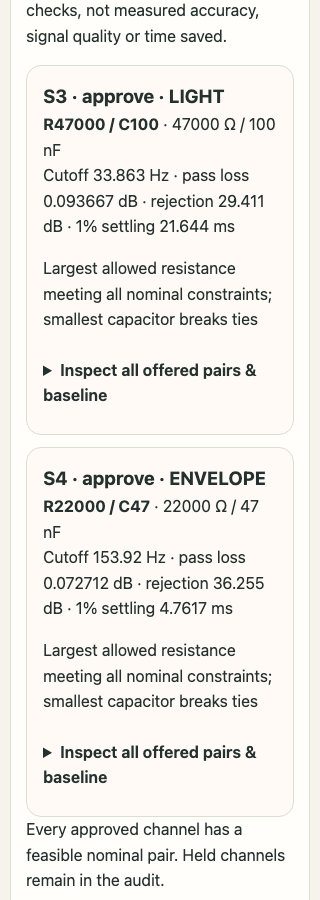 checks, not measured accuracy,
signal quality or time saved.
S3 · approve · LIGHT
R47000 / C100 · 47000 Ω / 100
nF
Cutoff 33.863 Hz · pass loss
0.093667 dB · rejection 29.411
dB · 1% settling 21.644 ms
Largest allowed resistance
meeting all nominal constraints;
smallest capacitor breaks ties
▶ Inspect all offered pairs &
baseline
S4 · approve · ENVELOPE
R22000 / C47 · 22000 Ω / 47
nF
Cutoff 153.92 Hz · pass loss
0.072712 dB · rejection 36.255
dB · 1% settling 4.7617 ms
Largest allowed resistance
meeting all nominal constraints;
smallest capacitor breaks ties
▶ Inspect all offered pairs &
baseline
Every approved channel has a
feasible nominal pair. Held channels
remain in the audit.